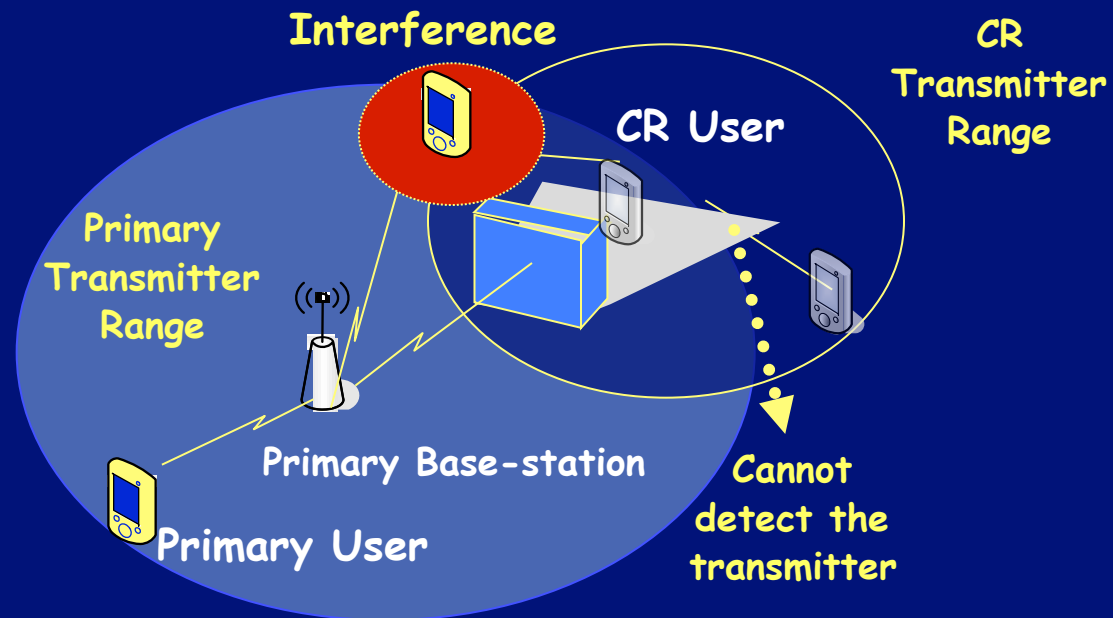 Interference
CR
Transmitter
Range
CR User
Primary
Transmitter
Range
Primary Base-station
Primary User
Cannot
detect the
transmitter